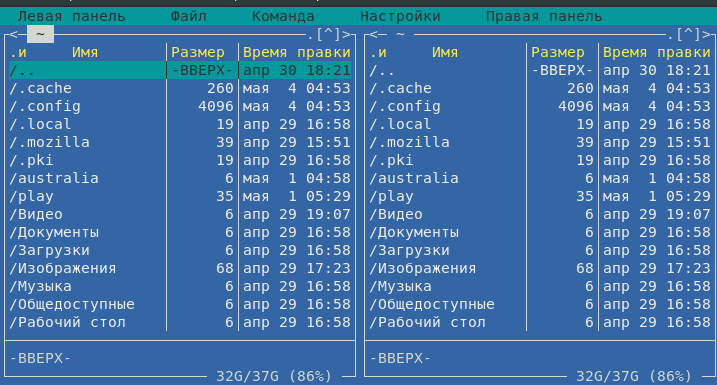 Левая панель Файл Команда Настройки Правая панель
<─ ~ .[^]> <─ ~ .[^]>
.и Имя Размер Время правки .и Имя Размер Время правки
/.. -ВВЕРХ- апр 30 18:21 /.. -ВВЕРХ- апр 30 18:21
/.cache 260 мая 4 04:53 /.cache 260 мая 4 04:53
/.config 4096 мая 4 04:53 /.config 4096 мая 4 04:53
/.local 19 апр 29 16:58 /.local 19 апр 29 16:58
/.mozilla 39 апр 29 15:51 /.mozilla 39 апр 29 15:51
/.pki 19 апр 29 16:58 /.pki 19 апр 29 16:58
/australia 6 мая 1 04:58 /australia 6 мая 1 04:58
/play 35 мая 1 05:29 /play 35 мая 1 05:29
/Видео 6 апр 29 19:07 /Видео 6 апр 29 19:07
/Документы 6 апр 29 16:58 /Документы 6 апр 29 16:58
/Загрузки 6 апр 29 16:58 /Загрузки 6 апр 29 16:58
/Изображения 68 апр 29 17:23 /Изображения 68 апр 29 17:23
/Музыка 6 апр 29 16:58 /Музыка 6 апр 29 16:58
/Общедоступные 6 апр 29 16:58 /Общедоступные 6 апр 29 16:58
/Рабочий стол 6 апр 29 16:58 /Рабочий стол 6 апр 29 16:58
-ВВЕРХ- -ВВЕРХ-
32G/37G (86%) 32G/37G (86%)